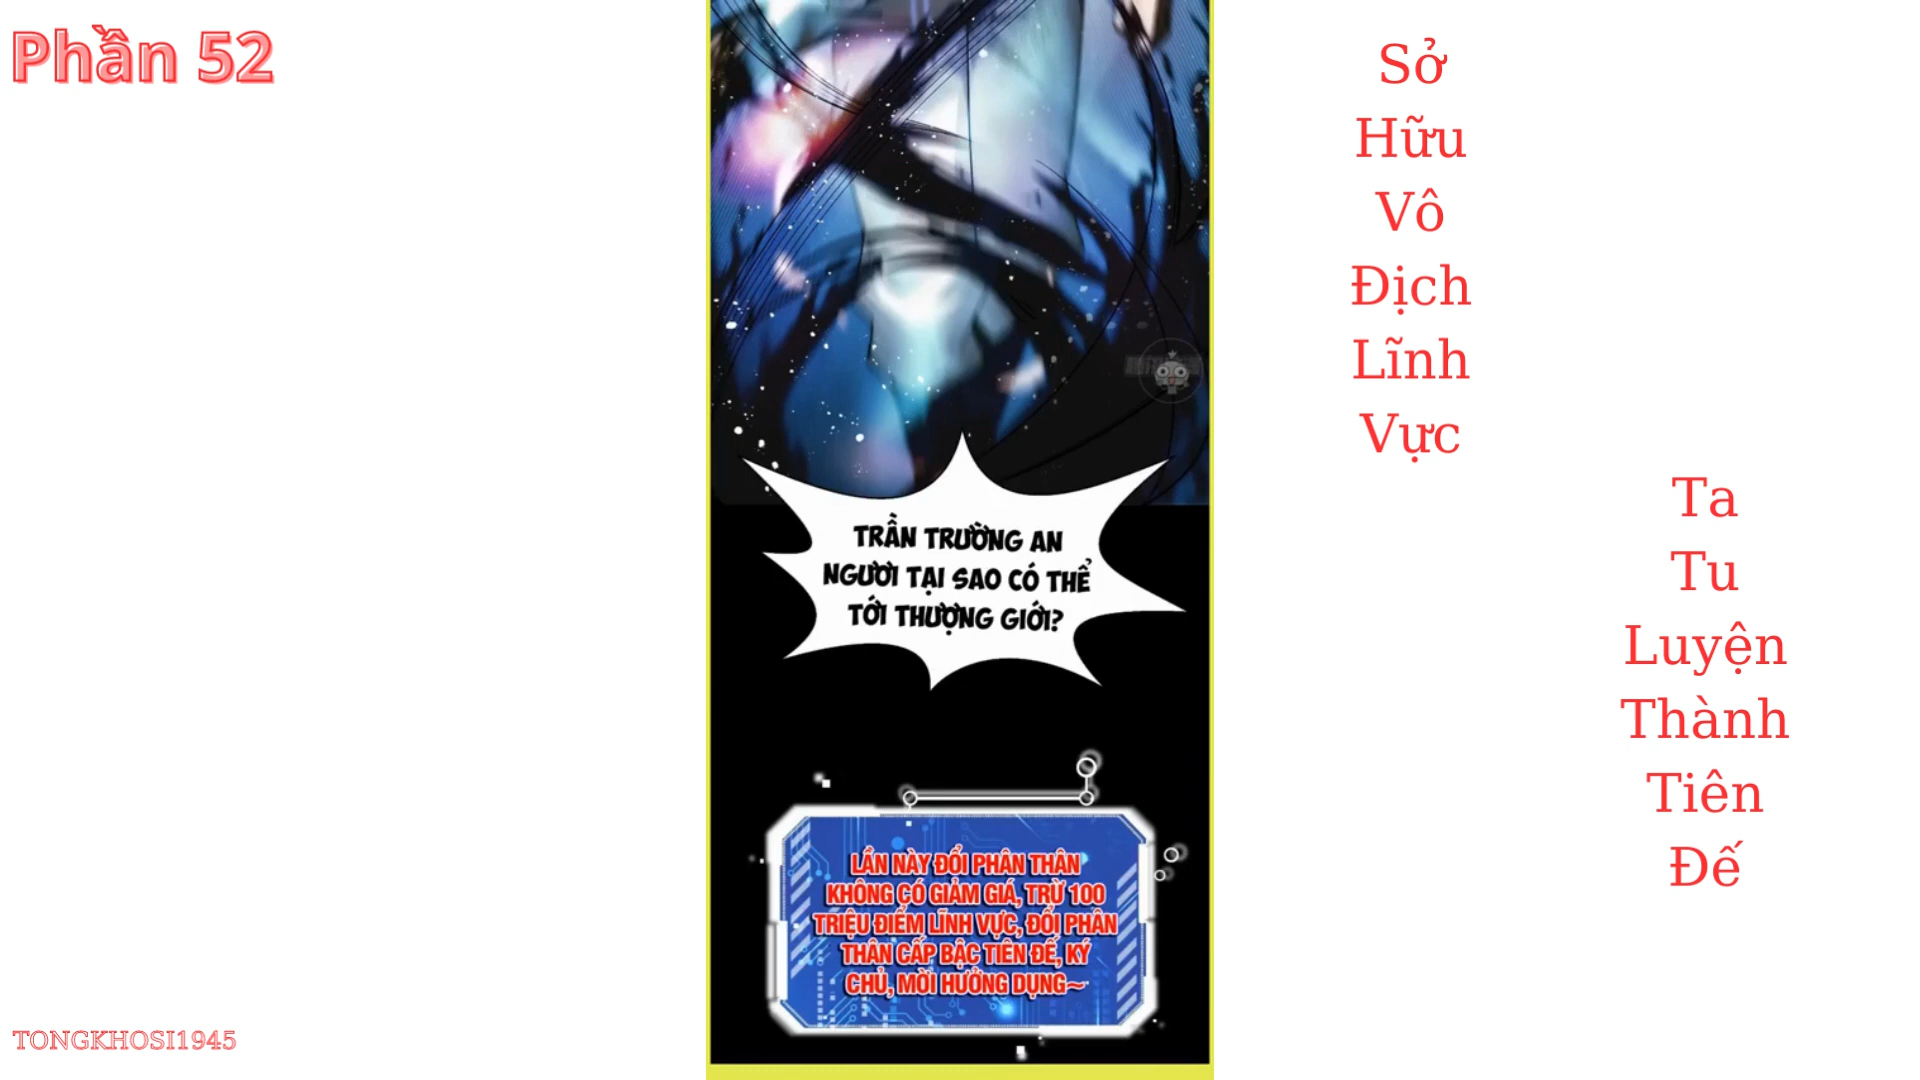 Phần 52
Sở
Hữu
Vô
Địch
Lĩnh
Vực
Ta
Tu
Luyện
Thành
Tiên
Đế
TRẦN TRƯỜNG AN
NGƯƠI TẠI SAO CÓ THỂ
TỚI THƯỢNG GIỚI?
LẦN NÀY ĐỔI PHÂN THÂN
KHÔNG CÓ GIẢM GIÁ, TRỪ 100
TRIỆU ĐIỂM LĨNH VỰC, ĐỔI PHÂN
THÂN CẤP BẬC TIÊN ĐẾ, KÝ
CHỦ, MỜI HƯỞNG DỤNG~
TONGKHOSI1945